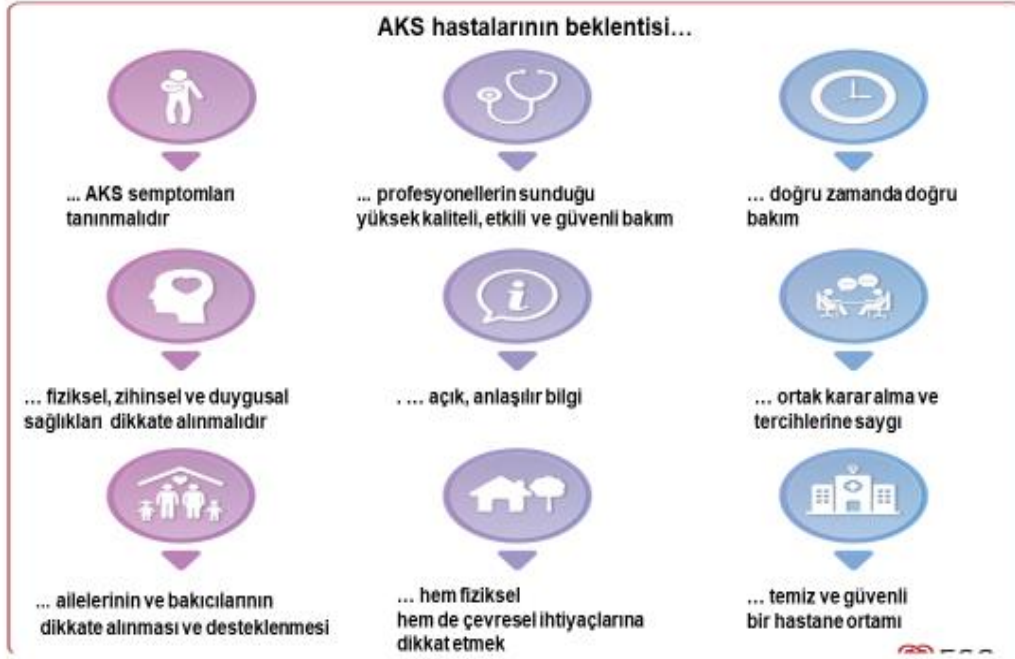 AKS hastalarının beklentisi…
... AKS semptomları
tanınmalıdır
... profesyonellerin sunduğu
yüksek kaliteli, etkili ve güvenli bakım
… doğru zamanda doğru
bakım
… fiziksel, zihinsel ve duygusal
sağlıkları dikkate alınmalıdır
. … açık, anlaşılır bilgi
… ortak karar alma ve
tercihlerine saygı
... ailelerinin ve bakıcılarının
dikkate alınması ve desteklenmesi
… hem fiziksel
hem de çevresel ihtiyaçlarına
dikkat etmek
… temiz ve güvenli
bir hastane ortamı